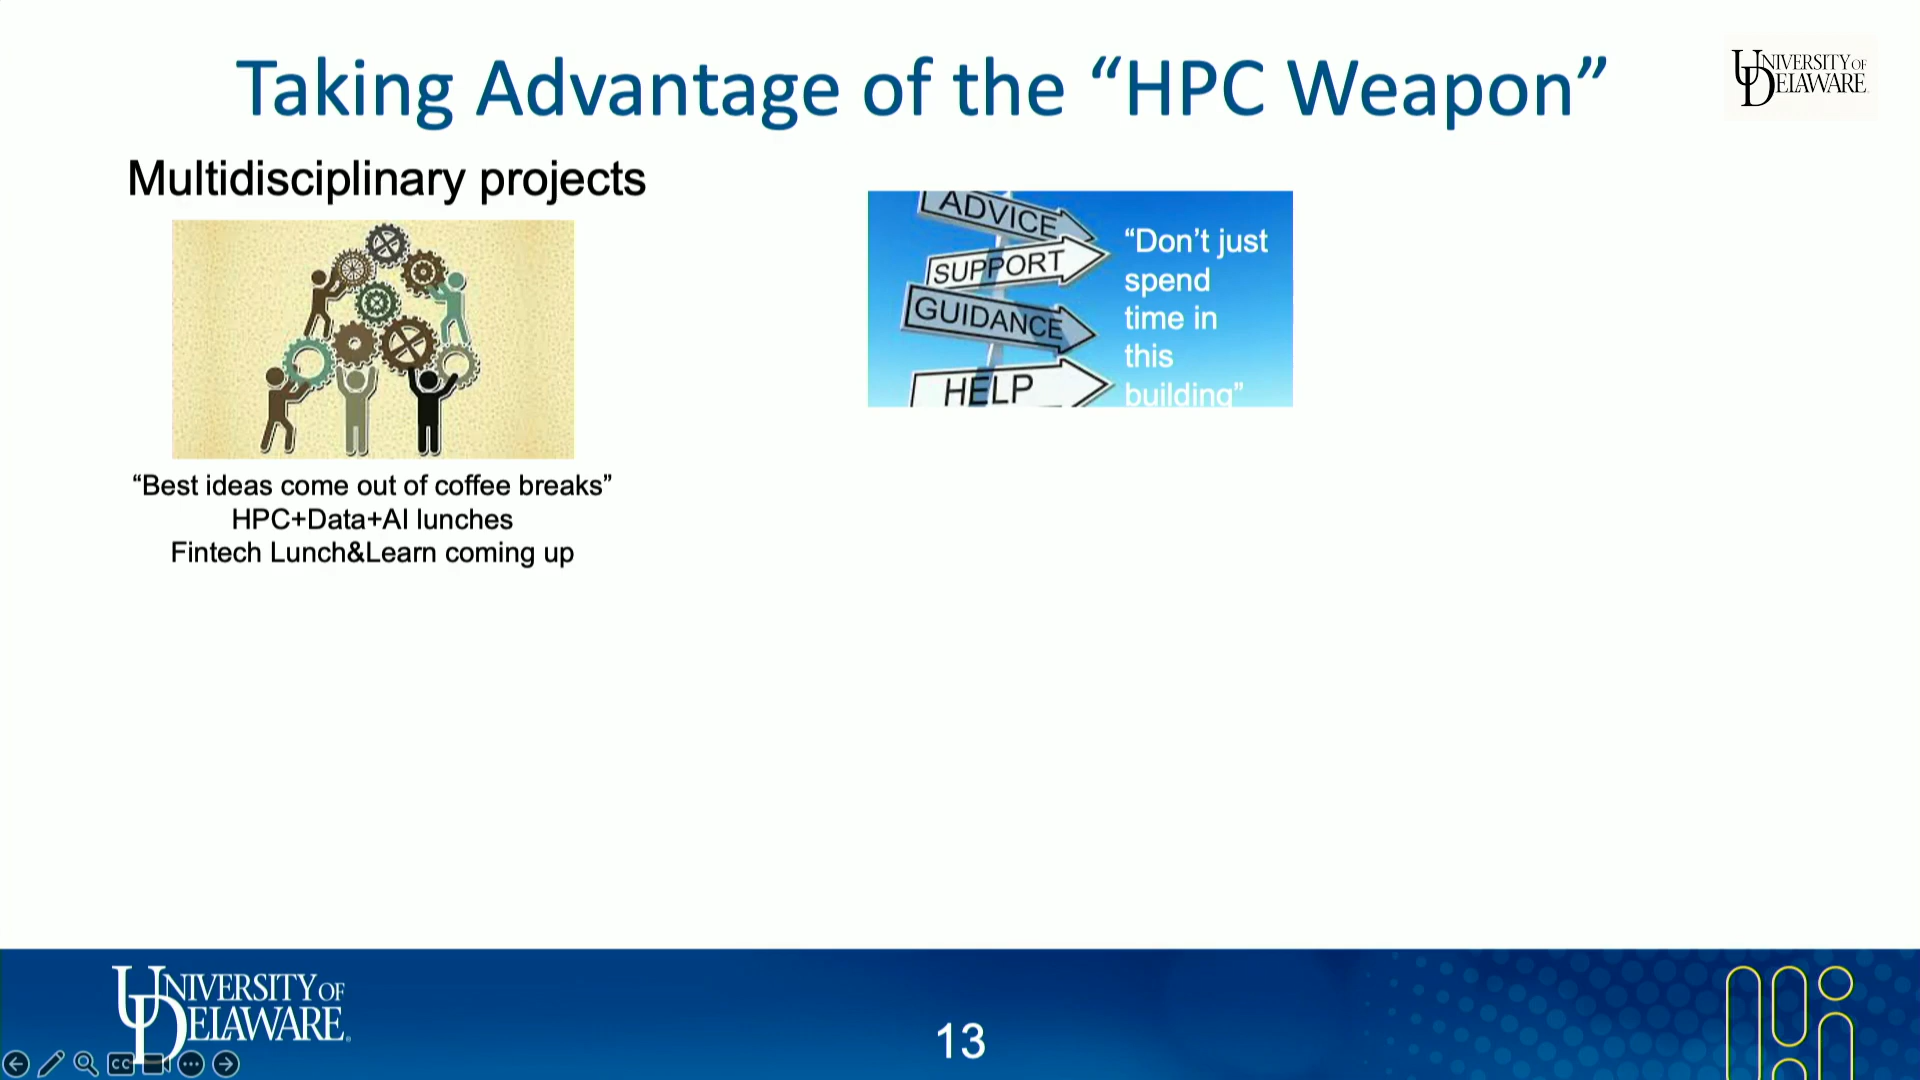 Taking Advantage of the “HPC Weapon”
UNIVERSITY OF
DELAWARE
Multidisciplinary projects
“Best ideas come out of coffee breaks”
HPC+Data+AI lunches
Fintech Lunch&Learn coming up
ADVICE
SUPPORT
GUIDANCE
HELP
“Don’t just
spend
time in
this
building”
UNIVERSITY OF
DELAWARE
13
CC